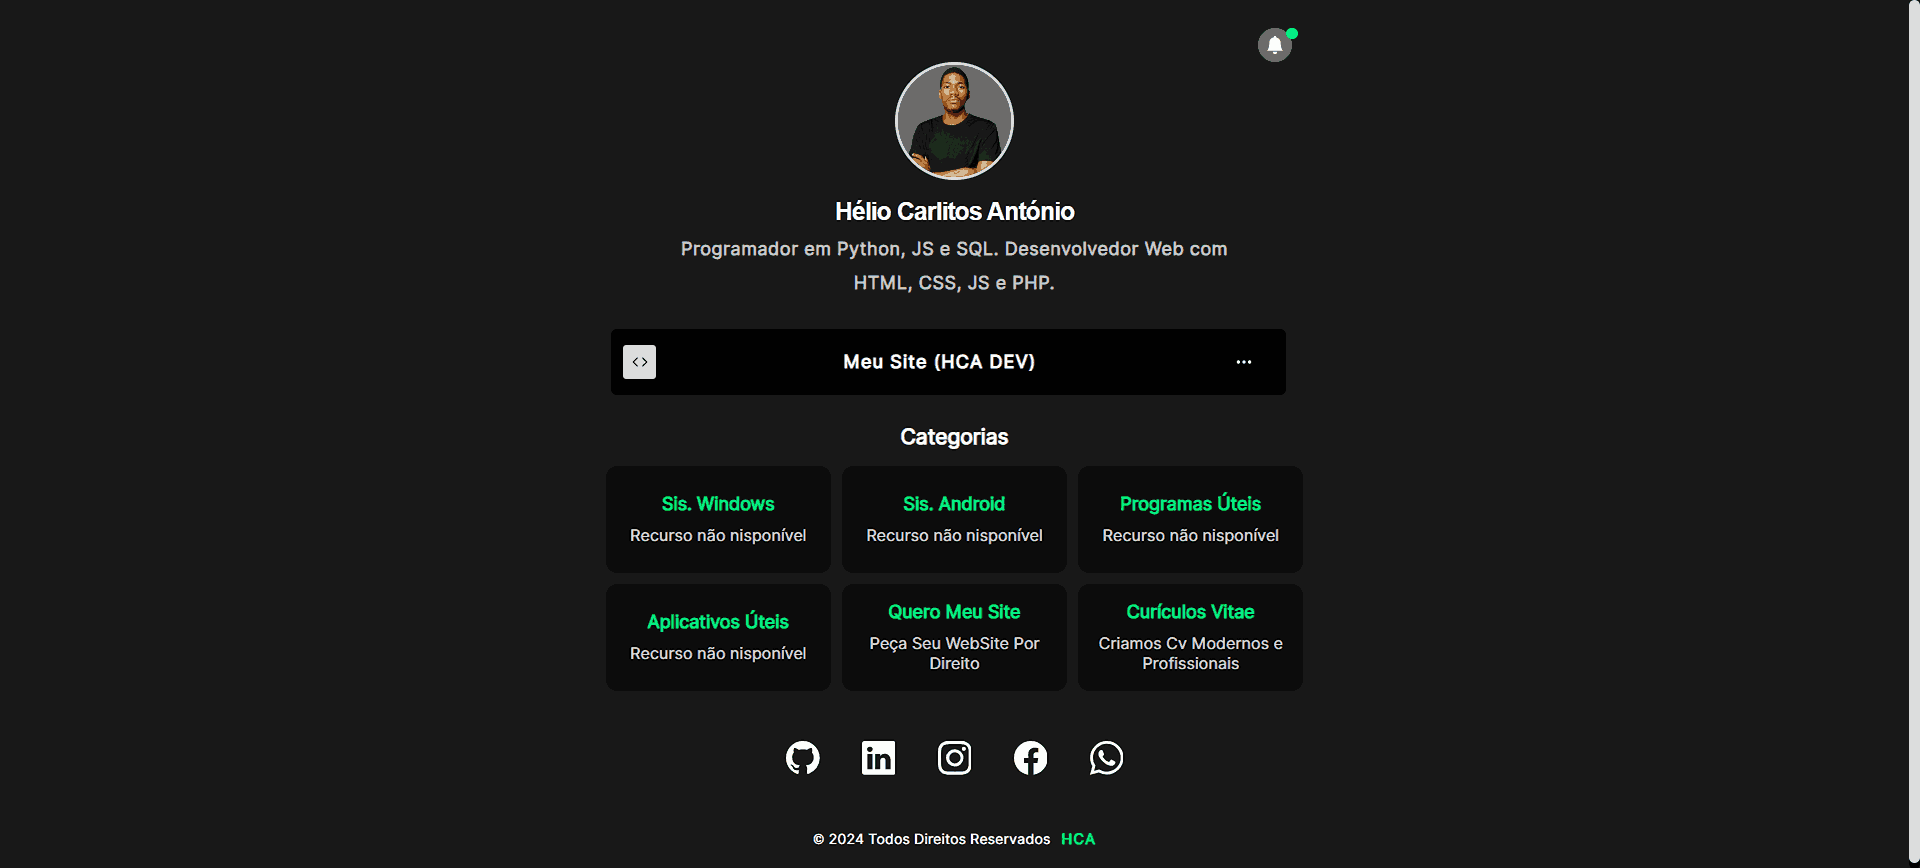 Hélio Carlitos António
Programador em Python, JS e SQL. Desenvolvedor Web com
HTML, CSS, JS e PHP.
Meu Site (HCA DEV)
Categorias
Sis. Windows
Recurso não nisponível
Sis. Android
Recurso não nisponível
Programas Úteis
Recurso não nisponível
Aplicativos Úteis
Recurso não nisponível
Quero Meu Site
Peça Seu WebSite Por
Direito
Curículos Vitae
Criamos Cv Modernos e
Profissionais
© 2024 Todos Direitos Reservados HCA